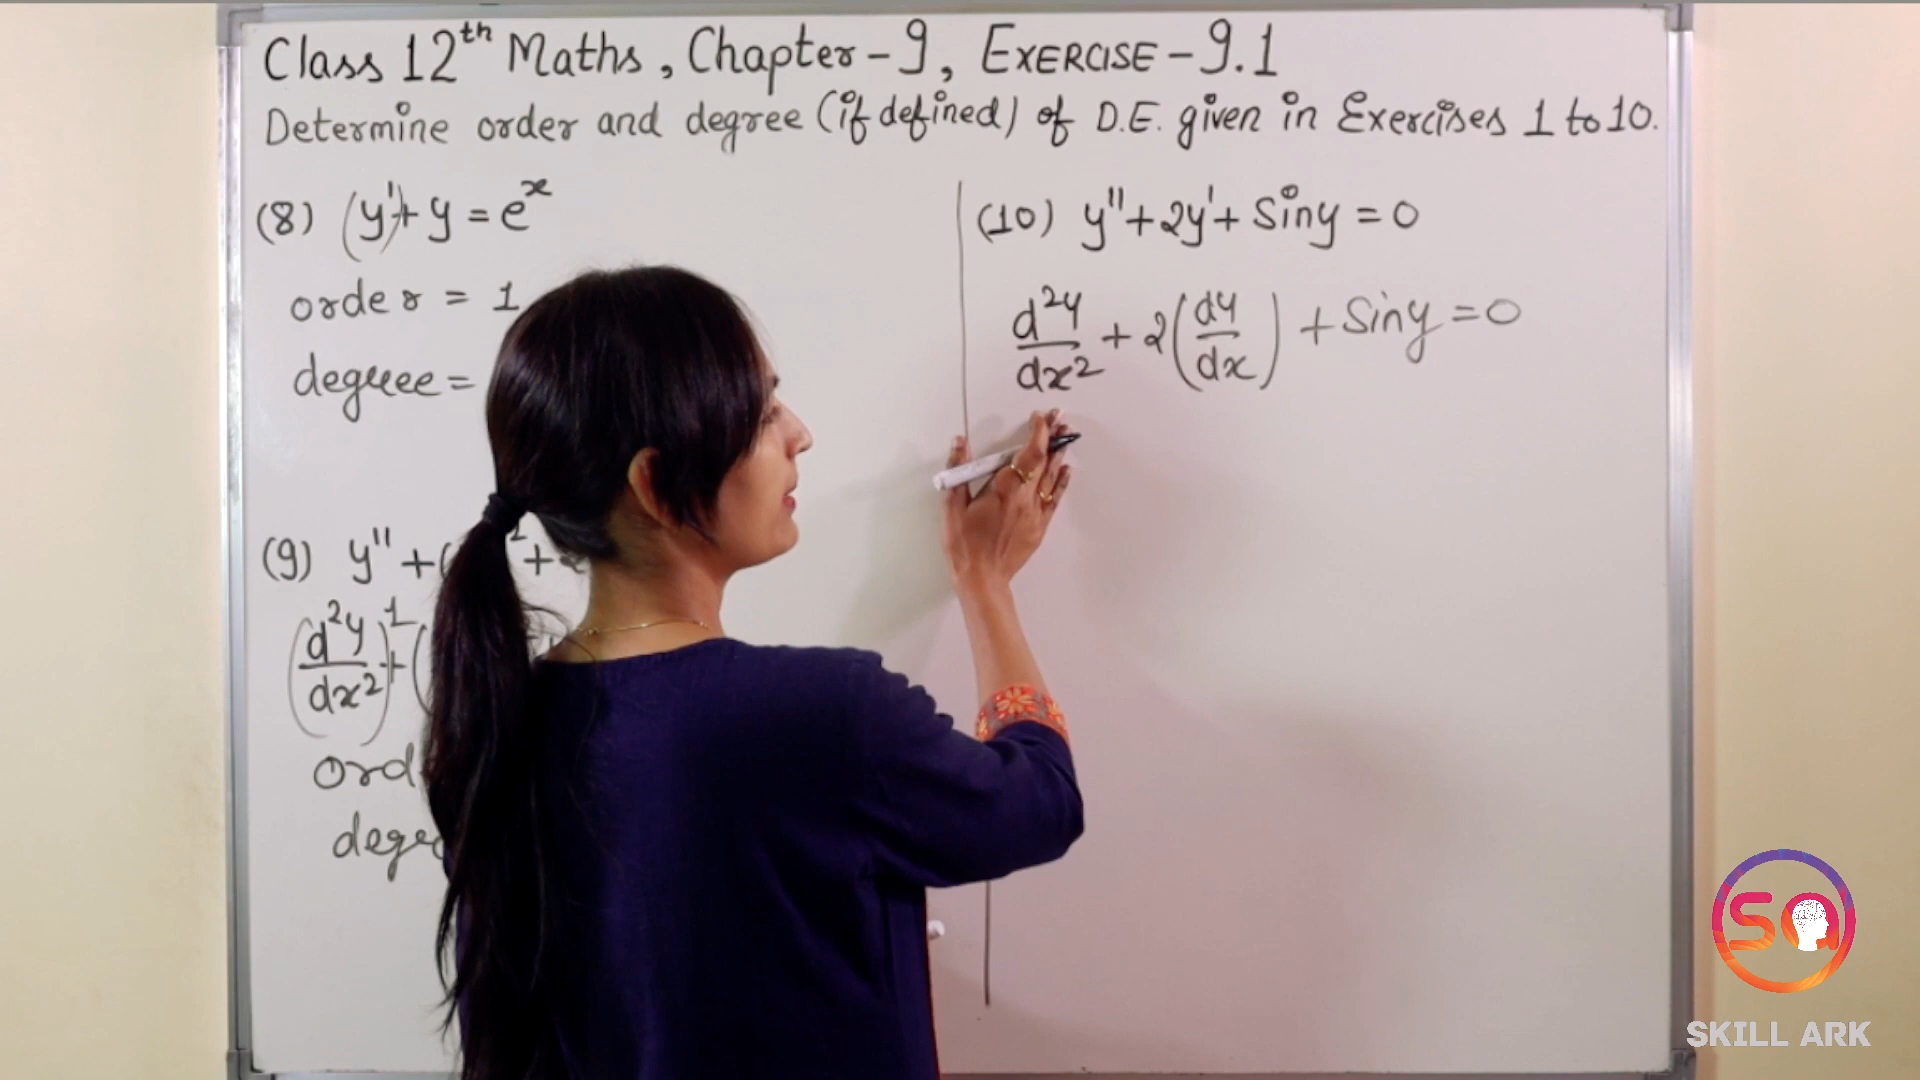 Class 12th Maths, Chapter - 9, EXERCISE - 9.1
Determine order and degree (if defined) of D.E. given in Exercises 1 to 10.
(8) (y') + y = e^x
order = 1
degree =
(9) y'' + (
(d²y/dx²)¹ + (
(10) y'' + 2y' + Siny = 0
d²y/dx² + 2(dy/dx) + Siny = 0
SA
SKILL ARK